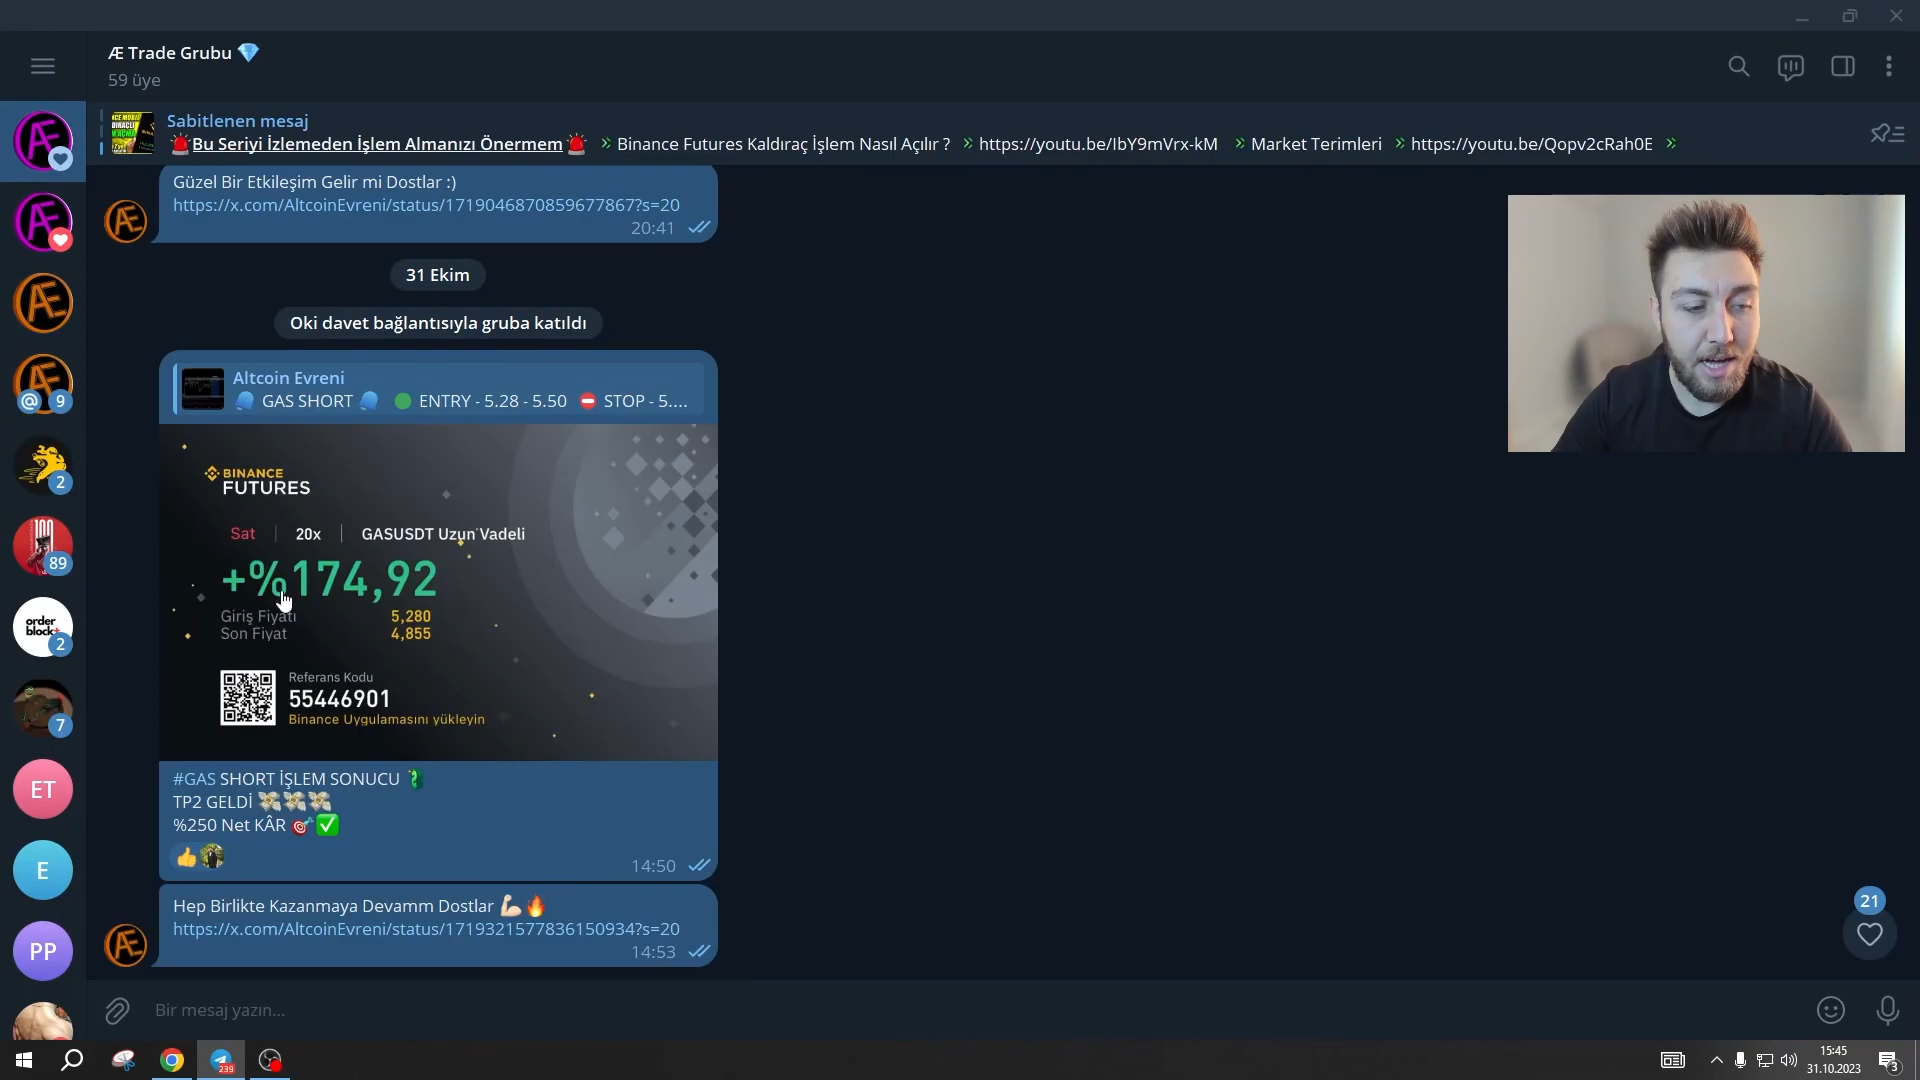 Æ Trade Grubu 💎
59 üye
Sabitlenen mesaj
🚨Bu Seriyi İzlemeden İşlem Almanızı Önermem🚨 » Binance Futures Kaldıraç İşlem Nasıl Açılır ? » https://youtu.be/IbY9mVrx-kM » Market Terimleri » https://youtu.be/Qopv2cRah0E »
Güzel Bir Etkileşim Gelir mi Dostlar :)
https://x.com/AltcoinEvreni/status/1719046870859677867?s=20
20:41
31 Ekim
Oki davet bağlantısıyla gruba katıldı
Altcoin Evreni
GAS SHORT 🟢 ENTRY - 5.28 - 5.50 ⛔ STOP - 5....
BINANCE
FUTURES
Sat | 20x | GASUSDT Uzun Vadeli
+%174,92
Giriş Fiyatı 5,280
Son Fiyat 4,855
Referans Kodu
55446901
Binance Uygulamasını yükleyin
#GAS SHORT İŞLEM SONUCU
TP2 GELDİ 💸💸💸
%250 Net KÂR 🎯✅
👍
14:50
Hep Birlikte Kazanmaya Devamm Dostlar 💪🏻🔥
https://x.com/AltcoinEvreni/status/1719321577836150934?s=20
14:53
Bir mesaj yazın...
@ 9
2
100
89
order
block+
2
7
ET
E
PP
21
239
15:45
31.10.2023
3